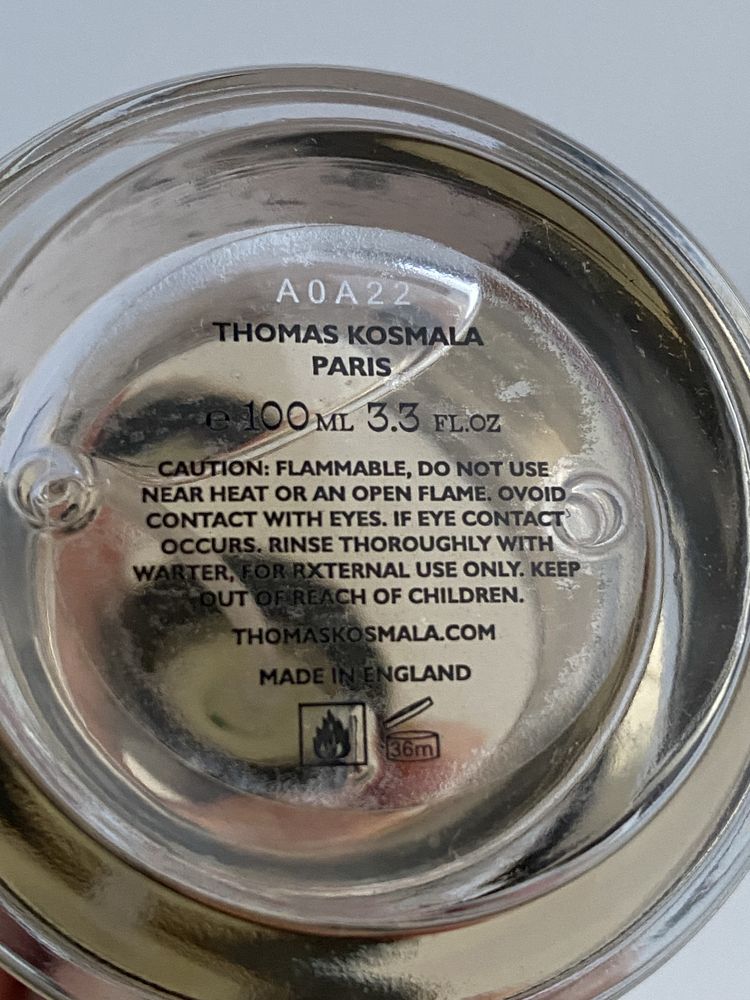 A0A22
THOMAS KOSMALA
PARIS
℮ 100 ML 3.3 FL.OZ
CAUTION: FLAMMABLE, DO NOT USE
NEAR HEAT OR AN OPEN FLAME. OVOID
CONTACT WITH EYES. IF EYE CONTACT
OCCURS. RINSE THOROUGHLY WITH
WARTER, FOR RXTERNAL USE ONLY. KEEP
OUT OF REACH OF CHILDREN.
THOMASKOSMALA.COM
MADE IN ENGLAND
36m